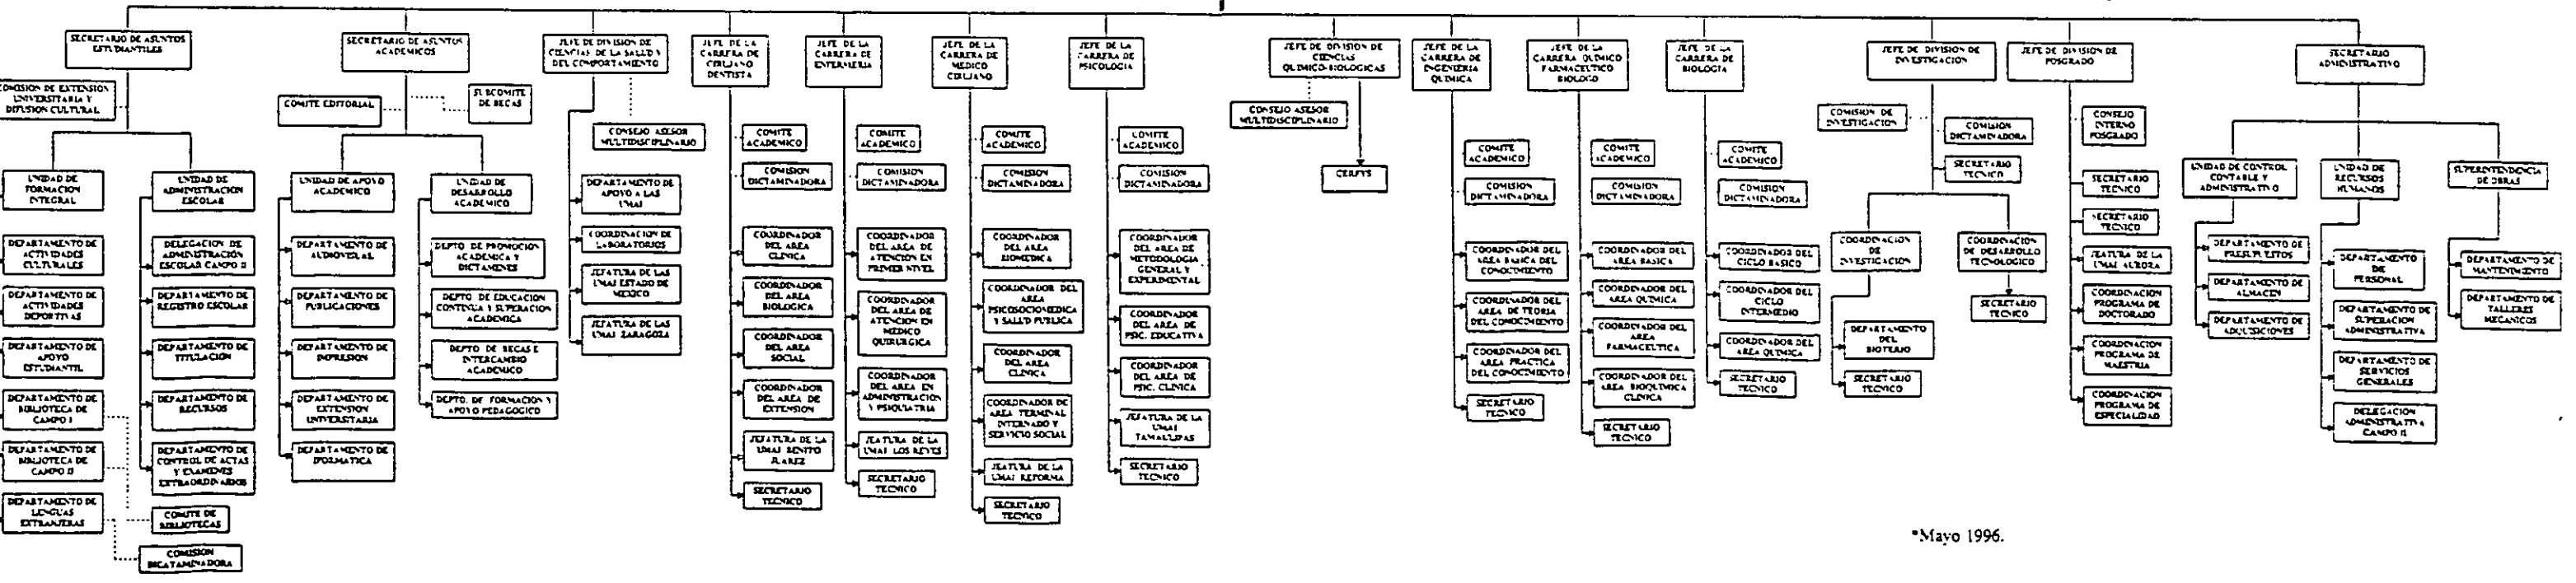 SECRETARIO DE ASUNTOS
ESTUDIANTILES
COMISION DE EXTENSION
UNIVERSITARIA Y
DIFUSION CULTURAL
UNIDAD DE
FORMACION
INTEGRAL
DEPARTAMENTO DE
ACTIVIDADES
CULTURALES
DEPARTAMENTO DE
ACTIVIDADES
DEPORTIVAS
DEPARTAMENTO DE
APOYO
ESTUDIANTIL
DEPARTAMENTO DE
BIBLIOTECA DE
CAMPO I
DEPARTAMENTO DE
BIBLIOTECA DE
CAMPO II
DEPARTAMENTO DE
LENGUAS
EXTRANJERAS
UNIDAD DE
ADMINISTRACION
ESCOLAR
DELEGACION DE
ADMINISTRACION
ESCOLAR CAMPO II
DEPARTAMENTO DE
REGISTRO ESCOLAR
DEPARTAMENTO DE
TITULACION
DEPARTAMENTO DE
RECURSOS
DEPARTAMENTO DE
CONTROL DE ACTAS
Y EXAMENES
EXTRAORDINARIOS
COMITE DE
BIBLIOTECAS
COMISION
DICATAMINADORA
SECRETARIO DE ASUNTOS
ACADEMICOS
COMITE EDITORIAL
SUBCOMITE
DE BECAS
UNIDAD DE APOYO
ACADEMICO
DEPARTAMENTO DE
AUDIOVISUAL
DEPARTAMENTO DE
PUBLICACIONES
DEPARTAMENTO DE
IMPRESION
DEPARTAMENTO DE
EXTENSION
UNIVERSITARIA
DEPARTAMENTO DE
IFORMATICA
UNIDAD DE
DESARROLLO
ACADEMICO
DEPTO DE PROMOCION
ACADEMICA Y
DICTAMENES
DEPTO DE EDUCACION
CONTINUA Y SUPERACION
ACADEMICA
DEPTO DE BECAS E
INTERCAMBIO
ACADEMICO
DEPTO. DE FORMACION Y
APOYO PEDAGOGICO
JEFE DE DIVISION DE
CIENCIAS DE LA SALUD Y
DEL COMPORTAMIENTO
CONSEJO ASESOR
MULTIDISCIPLINARIO
DEPARTAMENTO DE
APOYO A LAS
UMAI
COORDINACION DE
LABORATORIOS
JEFATURA DE LAS
UMAI ESTADO DE
MEXICO
JEFATURA DE LAS
UMAI ZARAGOZA
JEFE DE LA
CARRERA DE
CIRUJANO
DENTISTA
COMITE
ACADEMICO
COMISION
DICTAMINADORA
COORDINADOR
DEL AREA
CLINICA
COORDINADOR
DEL AREA
BIOLOGICA
COORDINADOR
DEL AREA
SOCIAL
COORDINADOR
DEL AREA DE
EXTENSION
JEFATURA DE LA
UMAI BENITO
JUAREZ
SECRETARIO
TECNICO
JEFE DE LA
CARRERA DE
ENFERMERIA
COMITE
ACADEMICO
COMISION
DICTAMINADORA
COORDINADOR
DEL AREA DE
ATENCION EN
PRIMER NIVEL
COORDINADOR
DEL AREA DE
ATENCION EN
MEDICO
QUIRURGICA
COORDINADOR
DEL AREA EN
ADMINISTRACION
Y PSIQUIATRIA
JEATURA DE LA
UMAI LOS REYES
SECRETARIO
TECNICO
JEFE DE LA
CARRERA DE
MEDICO
CIRUJANO
COMITE
ACADEMICO
COMISION
DICTAMINADORA
COORDINADOR
DEL AREA
BIOMEDICA
COORDINADOR DEL
AREA
PSICOSOCIOMEDICA
Y SALUD PUBLICA
COORDINADOR
DEL AREA
CLINICA
COORDINADOR DE
AREA TERMINAL
INTERNADO Y
SERVICIO SOCIAL
JEATURA DE LA
UMAI REFORMA
SECRETARIO
TECNICO
JEFE DE LA
CARRERA DE
PSICOLOGIA
COMITE
ACADEMICO
COMISION
DICTAMINADORA
COORDINADOR
DEL AREA DE
METODOLOGIA
GENERAL Y
EXPERIMENTAL
COORDINADOR
DEL AREA DE
PSIC. EDUCATIVA
COORDINADOR
DEL AREA DE
PSIC. CLINICA
JEFATURA DE LA
UMAI
TAMAULIPAS
SECRETARIO
TECNICO
JEFE DE DIVISION DE
CIENCIAS
QUIMICO-BIOLOGICAS
CONSEJO ASESOR
MULTIDISCIPLINARIO
JEFE DE LA
CARRERA DE
INGENIERIA
QUIMICA
COMITE
ACADEMICO
COMISION
DICTAMINADORA
COORDINADOR DEL
AREA BASICA DEL
CONOCIMIENTO
COORDINADOR DEL
AREA DE TEORIA
DEL CONOCIMIENTO
COORDINADOR DEL
AREA PRACTICA
DEL CONOCIMIENTO
SECRETARIO
TECNICO
JEFE DE LA
CARRERA QUIMICO
FARMACEUTICO
BIOLOGO
COMITE
ACADEMICO
COMISION
DICTAMINADORA
COORDINADOR DEL
AREA BASICA
COORDINADOR DEL
AREA QUIMICA
COORDINADOR DEL
AREA
FARMACEUTICA
COORDINADOR DEL
AREA BIOQUIMICA
CLINICA
SECRETARIO
TECNICO
JEFE DE LA
CARRERA DE
BIOLOGIA
COMITE
ACADEMICO
COMISION
DICTAMINADORA
COORDINADOR DEL
CICLO BASICO
COORDINADOR DEL
CICLO
INTERMEDIO
COORDINADOR DEL
AREA QUIMICA
SECRETARIO
TECNICO
JEFE DE DIVISION DE
INVESTIGACION
COMISION DE
INVESTIGACION
COMISION
DICTAMINADORA
SECRETARIO
TECNICO
COORDINACION
DE
INVESTIGACION
DEPARTAMENTO
DEL
BIOTERIO
SECRETARIO
TECNICO
COORDINACION
DE DESARROLLO
TECNOLOGICO
SECRETARIO
TECNICO
JEFE DE DIVISION DE
POSGRADO
CONSEJO
INTERNO
POSGRADO
SECRETARIO
TECNICO
SECRETARIO
TECNICO
JEATURA DE LA
UMAI AURORA
COORDINACION
PROGRAMA DE
DOCTORADO
COORDINACION
PROGRAMA DE
MAESTRIA
COORDINACION
PROGRAMA DE
ESPECIALIDAD
SECRETARIO
ADMINISTRATIVO
UNIDAD DE CONTROL
CONTABLE Y
ADMINISTRATIVO
DEPARTAMENTO DE
PRESUPUESTOS
DEPARTAMENTO DE
ALMACEN
DEPARTAMENTO DE
ADQUISICIONES
UNIDAD DE
RECURSOS
HUMANOS
DEPARTAMENTO
DE
PERSONAL
DEPARTAMENTO DE
SUPERACION
ADMINISTRATIVA
DEPARTAMENTO DE
SERVICIOS
GENERALES
DELEGACION
ADMINISTRATIVA
CAMPO II
SUPERINTENDENCIA
DE OBRAS
DEPARTAMENTO DE
MANTENIMIENTO
DEPARTAMENTO DE
TALLERES
MECANICOS
*Mayo 1996.